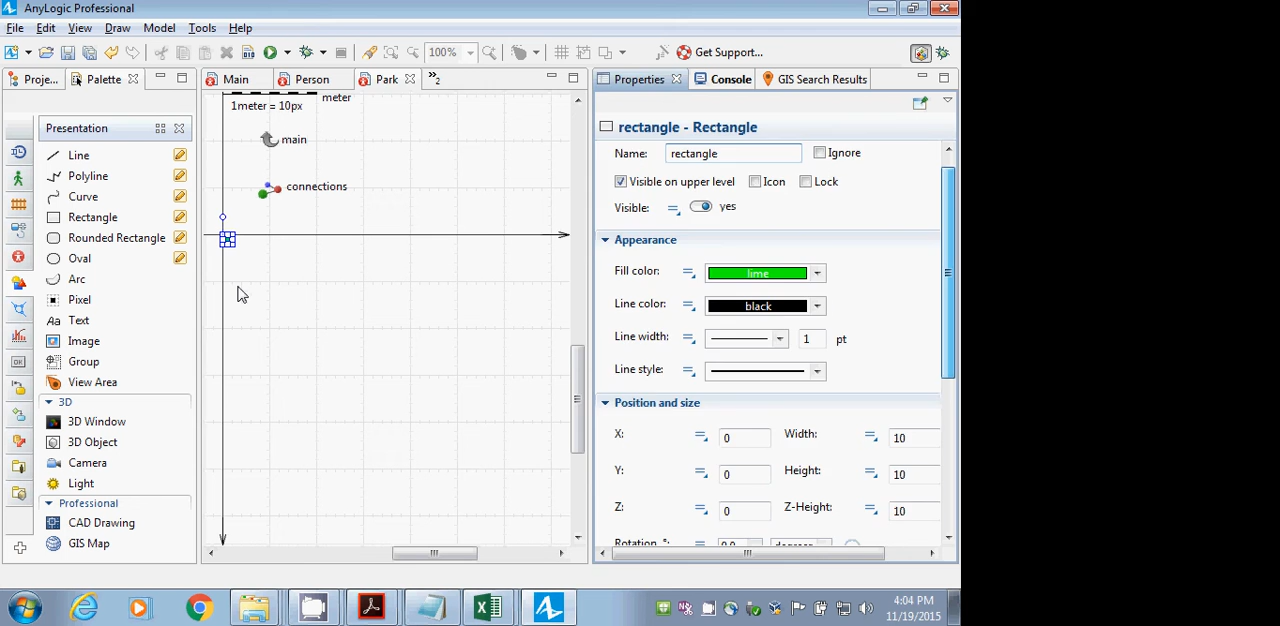 AnyLogic Professional
File Edit View Draw Model Tools Help
100% Get Support...
Proje... Palette Main Person Park »2 Properties Console GIS Search Results
Presentation
Line
Polyline
Curve
Rectangle
Rounded Rectangle
Oval
Arc
Pixel
Aa Text
Image
Group
View Area
3D
3D Window
3D Object
Camera
Light
Professional
CAD Drawing
GIS Map
meter
1meter = 10px
main
connections
rectangle - Rectangle
Name: rectangle Ignore
Visible on upper level Icon Lock
Visible: yes
Appearance
Fill color: lime
Line color: black
Line width: 1 pt
Line style:
Position and size
X: 0 Width: 10
Y: 0 Height: 10
Z: 0 Z-Height: 10
Rotation °: 0.0 degrees
4:04 PM
11/19/2015